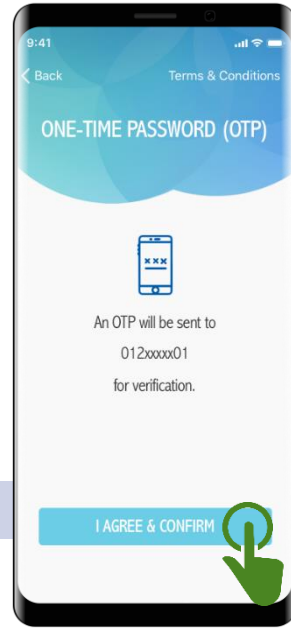 9:41
Back Terms & Conditions
ONE-TIME PASSWORD (OTP)
xxx
An OTP will be sent to
012xxxxx01
for verification.
I AGREE & CONFIRM